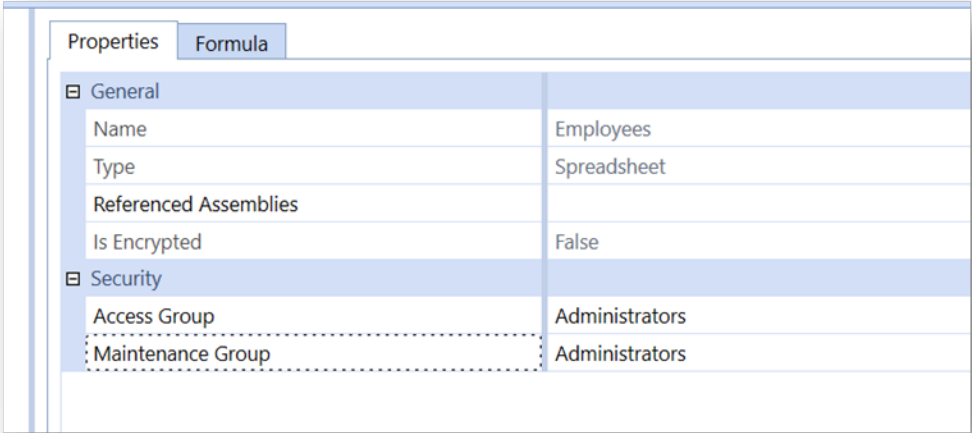 Properties Formula
General
Name Employees
Type Spreadsheet
Referenced Assemblies
Is Encrypted False
Security
Access Group Administrators
Maintenance Group Administrators